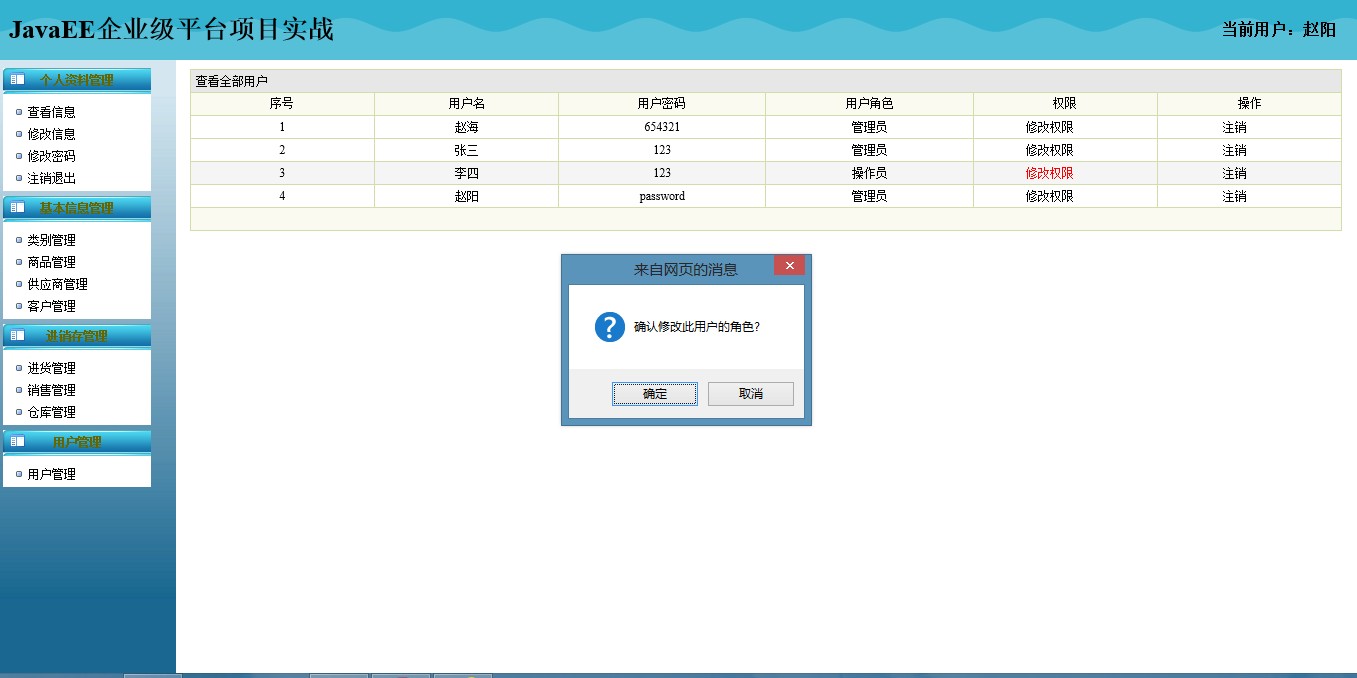 JavaEE企业级平台项目实战
当前用户：赵阳
个人资料管理
查看信息
修改信息
修改密码
注销退出
基本信息管理
类别管理
商品管理
供应商管理
客户管理
进销存管理
进货管理
销售管理
仓库管理
用户管理
用户管理
查看全部用户
序号 用户名 用户密码 用户角色 权限 操作
1 赵海 654321 管理员 修改权限 注销
2 张三 123 管理员 修改权限 注销
3 李四 123 操作员 修改权限 注销
4 赵阳 password 管理员 修改权限 注销
来自网页的消息
确认修改此用户的角色?
确定 取消